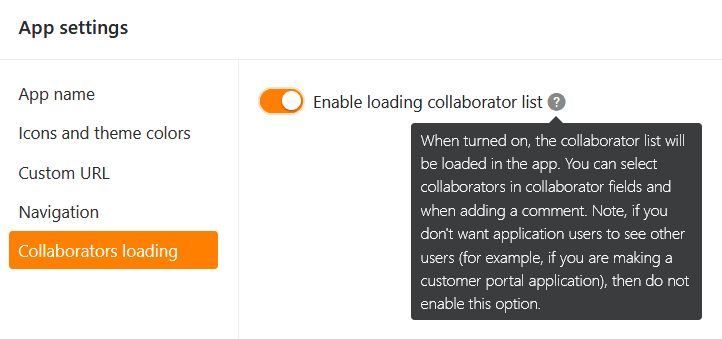 App settings
App name
Icons and theme colors
Custom URL
Navigation
Collaborators loading
Enable loading collaborator list ?
When turned on, the collaborator list will
be loaded in the app. You can select
collaborators in collaborator fields and
when adding a comment. Note, if you
don't want application users to see other
users (for example, if you are making a
customer portal application), then do not
enable this option.